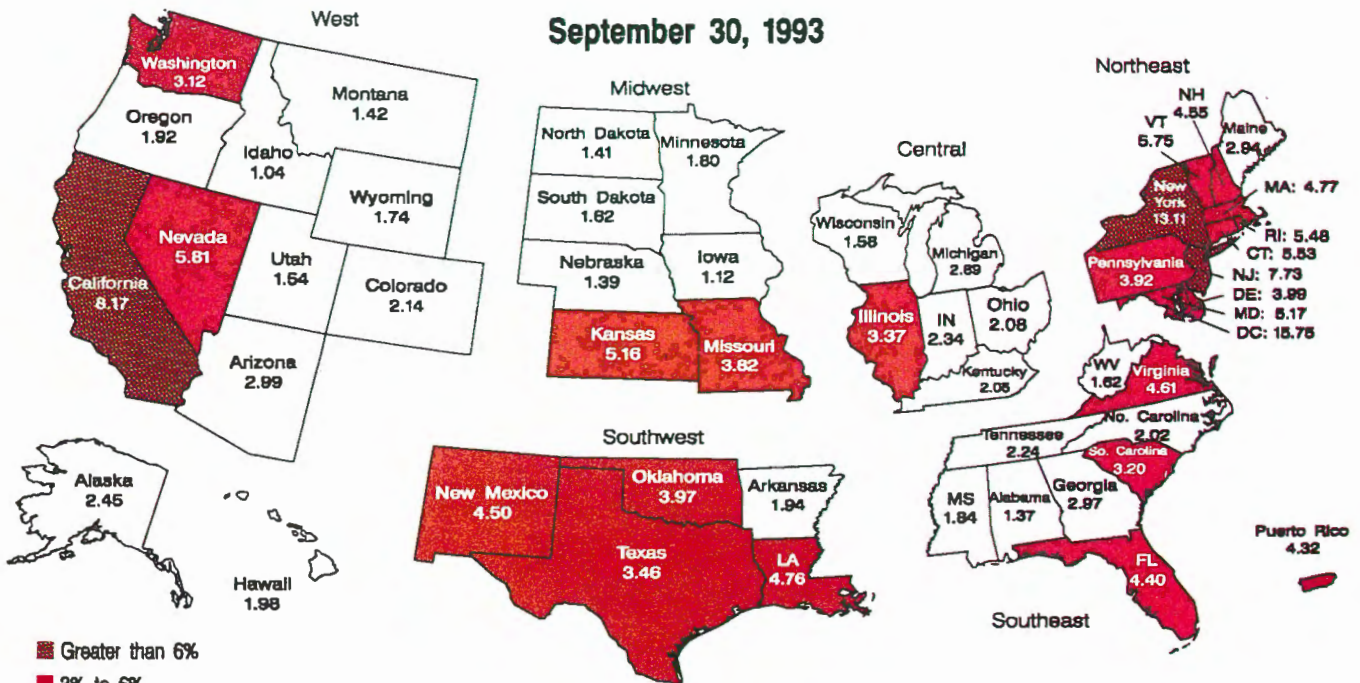 September 30, 1993
West
Washington
3.12
Oregon
1.92
Idaho
1.04
Montana
1.42
Wyoming
1.74
California
8.17
Nevada
5.81
Utah
1.54
Colorado
2.14
Arizona
2.99
Alaska
2.45
Hawaii
1.98
Midwest
North Dakota
1.41
Minnesota
1.80
South Dakota
1.62
Nebraska
1.39
Iowa
1.12
Kansas
5.16
Missouri
3.82
Central
Wisconsin
1.58
Michigan
2.89
Illinois
3.37
IN
2.34
Ohio
2.08
Kentucky
2.05
Northeast
NH
4.55
VT
5.75
Maine
2.94
New
York
13.11
MA: 4.77
RI: 5.48
CT: 5.53
Pennsylvania
3.92
NJ: 7.73
DE: 3.99
MD: 5.17
DC: 15.75
Southwest
New Mexico
4.50
Oklahoma
3.97
Arkansas
1.94
Texas
3.46
LA
4.76
WV
1.62
Virginia
4.61
No. Carolina
2.02
Tennessee
2.24
So. Carolina
3.20
MS
1.84
Alabama
1.37
Georgia
2.97
FL
4.40
Southeast
Puerto Rico
4.32
Greater than 6%
3% to 6%